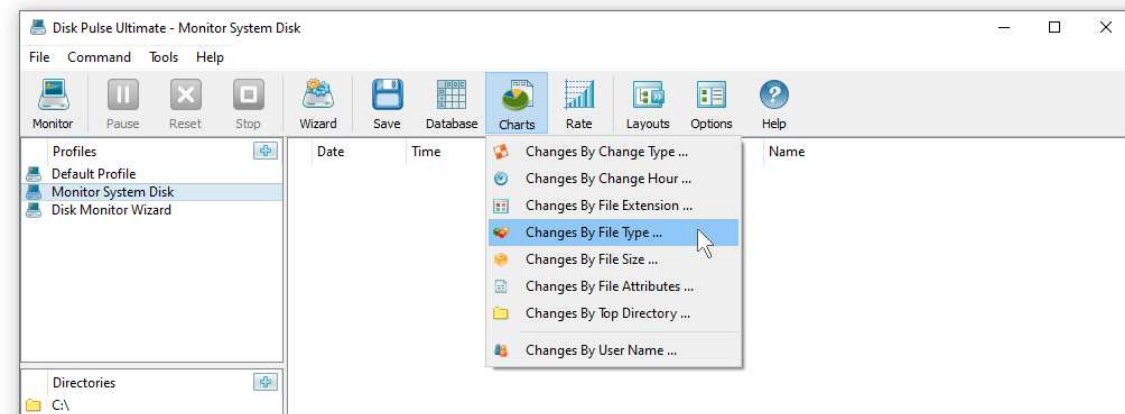 Disk Pulse Ultimate - Monitor System Disk
File Command Tools Help
Monitor Pause Reset Stop Wizard Save Database Charts Rate Layouts Options Help
Profiles
Default Profile
Monitor System Disk
Disk Monitor Wizard
Date Time Name
Changes By Change Type ...
Changes By Change Hour ...
Changes By File Extension ...
Changes By File Type ...
Changes By File Size ...
Changes By File Attributes ...
Changes By Top Directory ...
Changes By User Name ...
Directories
C:\